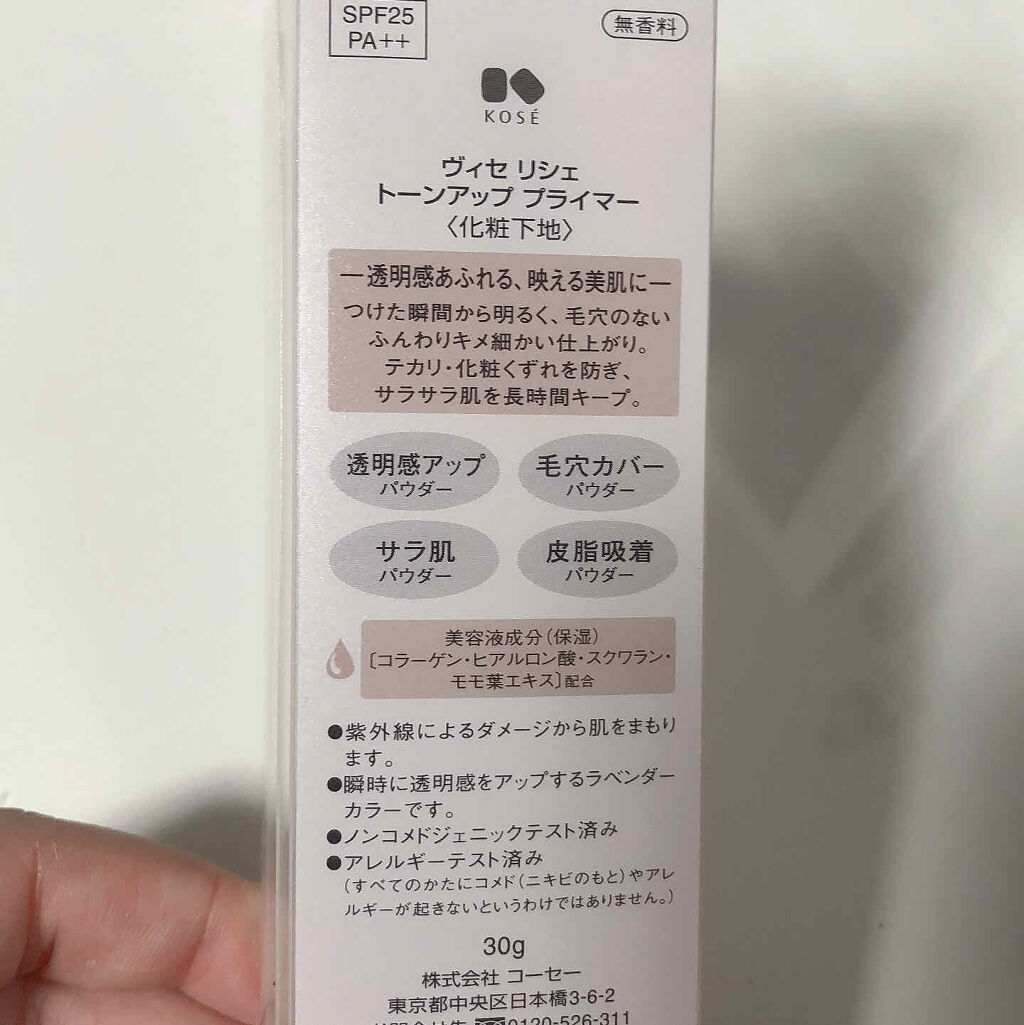 SPF25
PA++
無香料
KOSÉ
ヴィセ リシェ
トーンアップ プライマー
〈化粧下地〉
―透明感あふれる、映える美肌に―
つけた瞬間から明るく、毛穴のない
ふんわりキメ細かい仕上がり。
テカリ・化粧くずれを防ぎ、
サラサラ肌を長時間キープ。
透明感アップ
パウダー
毛穴カバー
パウダー
サラ肌
パウダー
皮脂吸着
パウダー
美容液成分(保湿)
〔コラーゲン・ヒアルロン酸・スクワラン・
モモ葉エキス〕配合
●紫外線によるダメージから肌をまもり
ます。
●瞬時に透明感をアップするラベンダー
カラーです。
●ノンコメドジェニックテスト済み
●アレルギーテスト済み
(すべてのかたにコメド(ニキビのもと)やアレ
ルギーが起きないというわけではありません。)
30g
株式会社 コーセー
東京都中央区日本橋3-6-2
0120-526-311